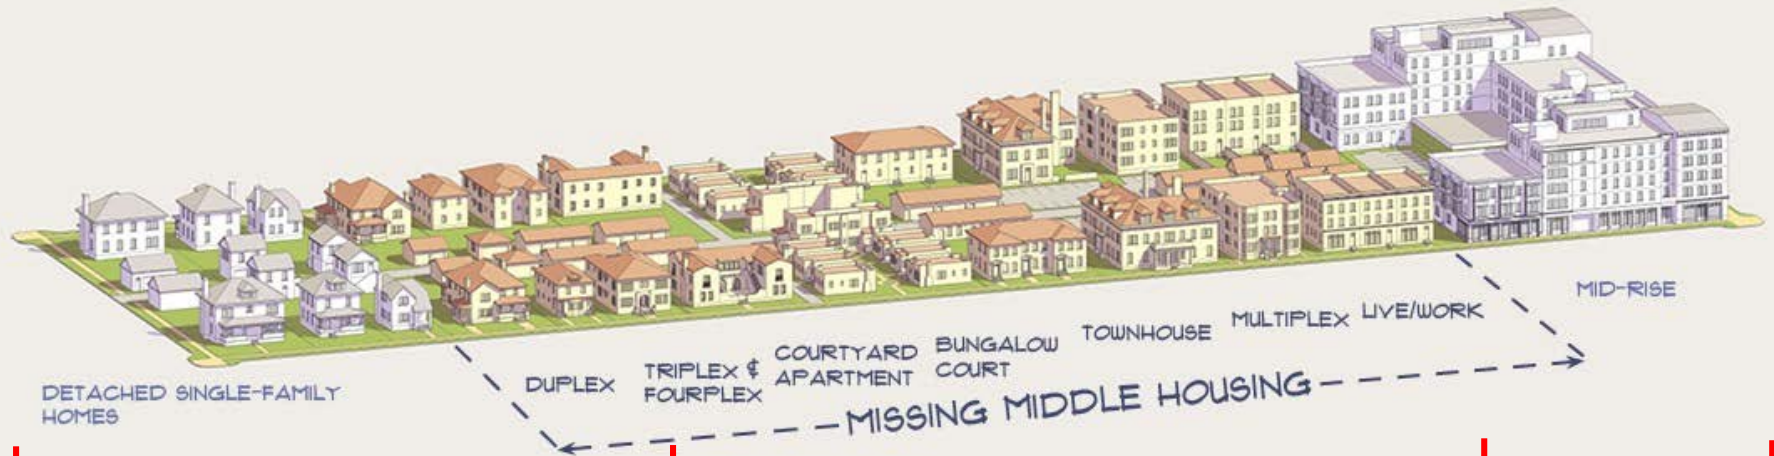 DETACHED SINGLE-FAMILY
HOMES
DUPLEX
TRIPLEX &
FOURPLEX
COURTYARD
APARTMENT
BUNGALOW
COURT
TOWNHOUSE
MULTIPLEX
LIVE/WORK
MID-RISE
MISSING MIDDLE HOUSING